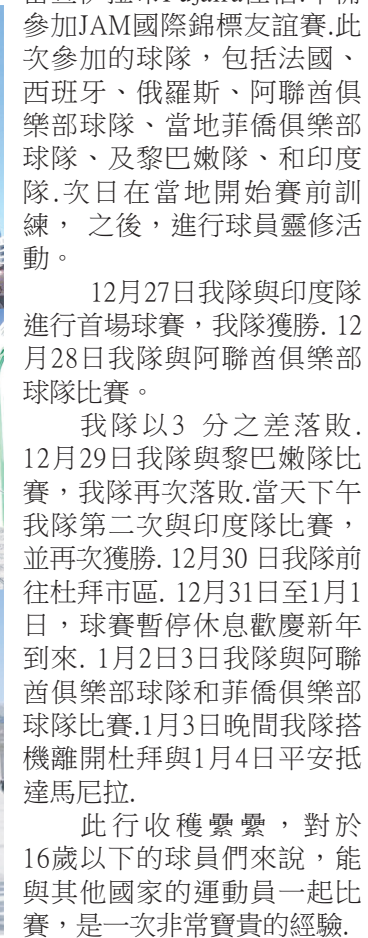 參加JAM國際錦標友誼賽.此
次參加的球隊，包括法國、
西班牙、俄羅斯、阿聯酋俱
樂部球隊、當地菲僑俱樂部
球隊、及黎巴嫩隊、和印度
隊.次日在當地開始賽前訓
練， 之後，進行球員靈修活
動。
12月27日我隊與印度隊
進行首場球賽，我隊獲勝. 12
月28日我隊與阿聯酋俱樂部
球隊比賽。
我隊以3 分之差落敗.
12月29日我隊與黎巴嫩隊比
賽，我隊再次落敗.當天下午
我隊第二次與印度隊比賽，
並再次獲勝. 12月30 日我隊前
往杜拜市區. 12月31日至1月1
日，球賽暫停休息歡慶新年
到來. 1月2日3日我隊與阿聯
酋俱樂部球隊和菲僑俱樂部
球隊比賽.1月3日晚間我隊搭
機離開杜拜與1月4日平安抵
達馬尼拉.
此行收穫纍纍，對於
16歲以下的球員們來說，能
與其他國家的運動員一起比
賽，是一次非常寶貴的經驗.